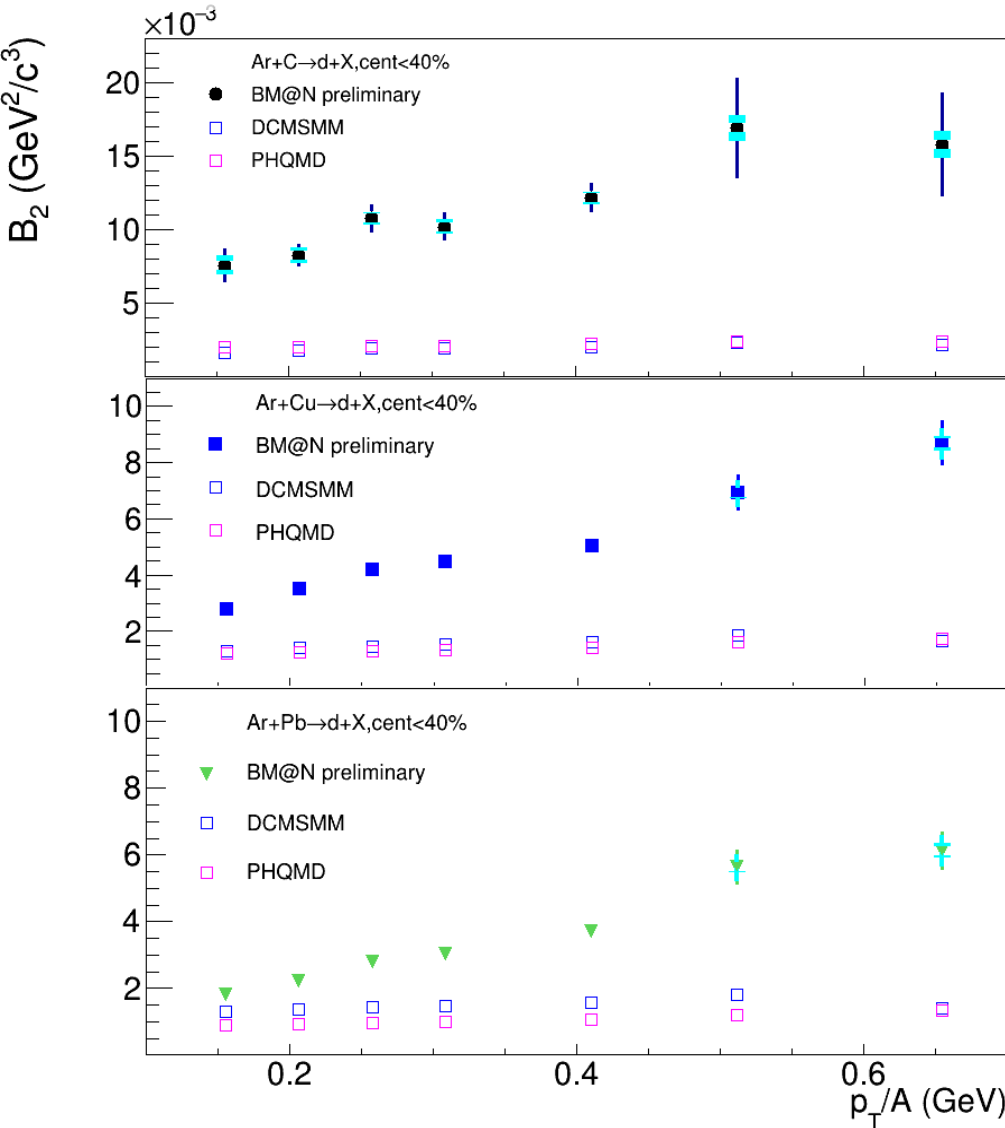 ×10⁻³
B₂ (GeV²/c³)
Ar+C→d+X,cent<40%
BM@N preliminary
DCMSMM
PHQMD
20
15
10
5
Ar+Cu→d+X,cent<40%
BM@N preliminary
DCMSMM
PHQMD
10
8
6
4
2
Ar+Pb→d+X,cent<40%
BM@N preliminary
DCMSMM
PHQMD
10
8
6
4
2
0.2 0.4 0.6
p_T/A (GeV)